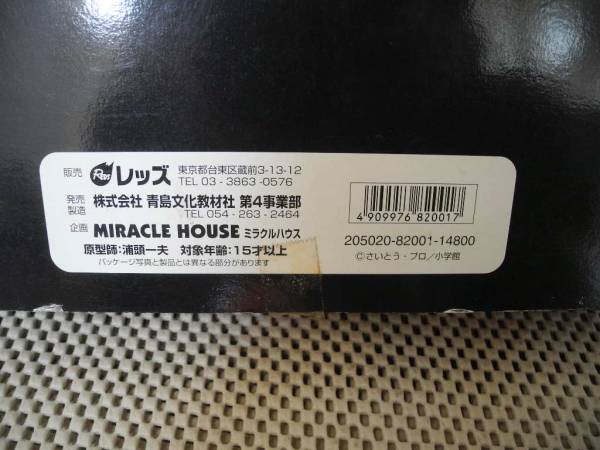 販売 Reds レッズ 東京都台東区蔵前3-13-12
TEL 03-3863-0576
発売 製造 株式会社 青島文化教材社 第4事業部
TEL 054-263-2464
企画 MIRACLE HOUSE ミラクルハウス
原型師:浦頭一夫 対象年齢:15才以上
パッケージ写真と製品とは異なる部分があります
4 909976 820017
205020-82001-14800
©さいとう・プロ/小学館